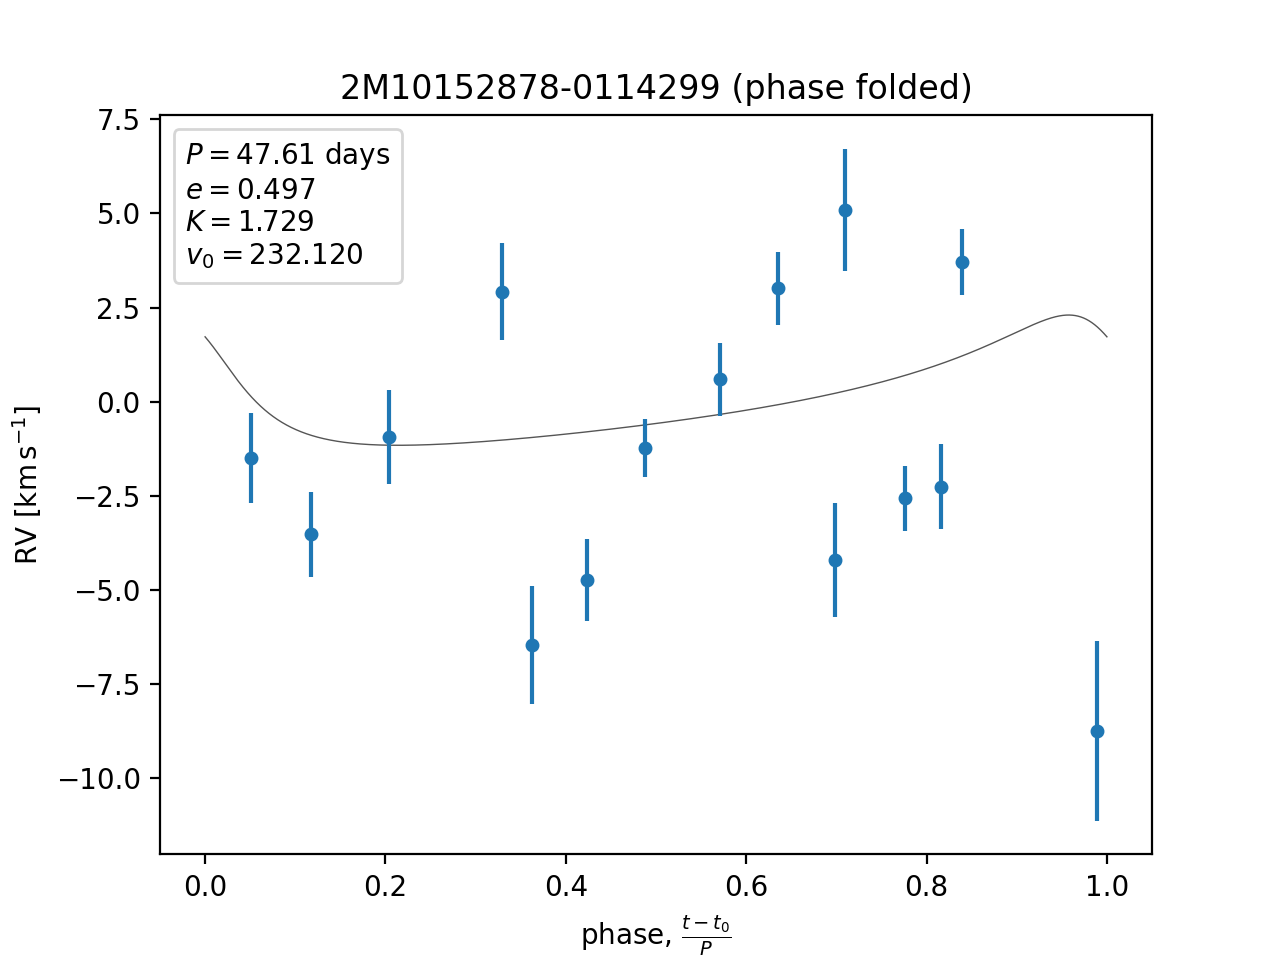 2M10152878-0114299 (phase folded)
P = 47.61 days
e = 0.497
K = 1.729
v₀ = 232.120
7.5
5.0
2.5
0.0
−2.5
−5.0
−7.5
−10.0
RV [km s⁻¹]
0.0 0.2 0.4 0.6 0.8 1.0
phase, (t − t₀)/P